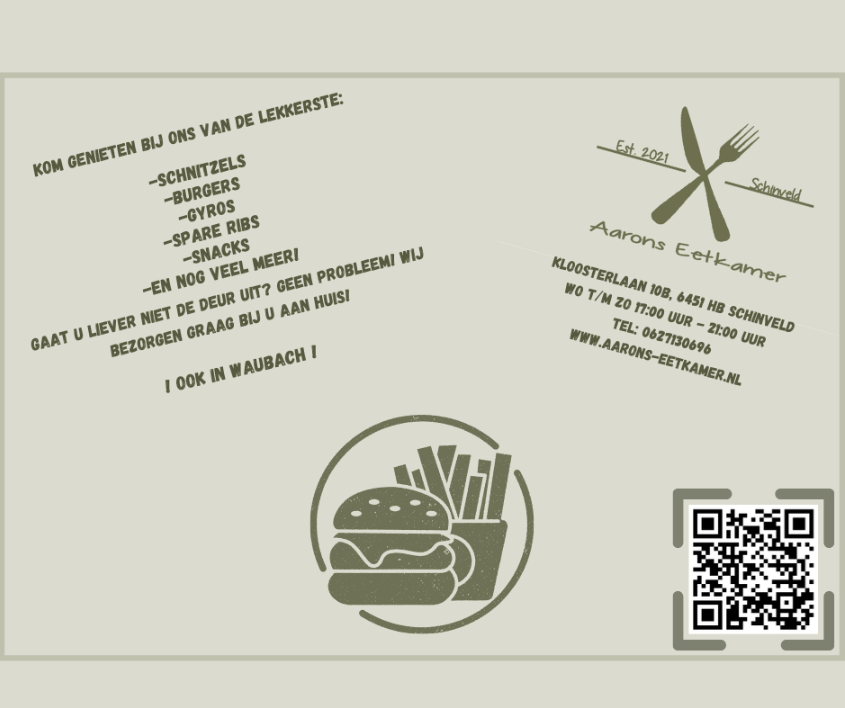 KOM GENIETEN BIJ ONS VAN DE LEKKERSTE:
-SCHNITZELS
-BURGERS
-GYROS
-SPARE RIBS
-SNACKS
-EN NOG VEEL MEER!
GAAT U LIEVER NIET DE DEUR UIT? GEEN PROBLEEM! WIJ
BEZORGEN GRAAG BIJ U AAN HUIS!
! OOK IN WAUBACH !
Est. 2021
Schinveld
Aarons Eetkamer
KLOOSTERLAAN 10B, 6451 HB SCHINVELD
WO T/M ZO 17:00 UUR - 21:00 UUR
TEL: 0627130696
WWW.AARONS-EETKAMER.NL